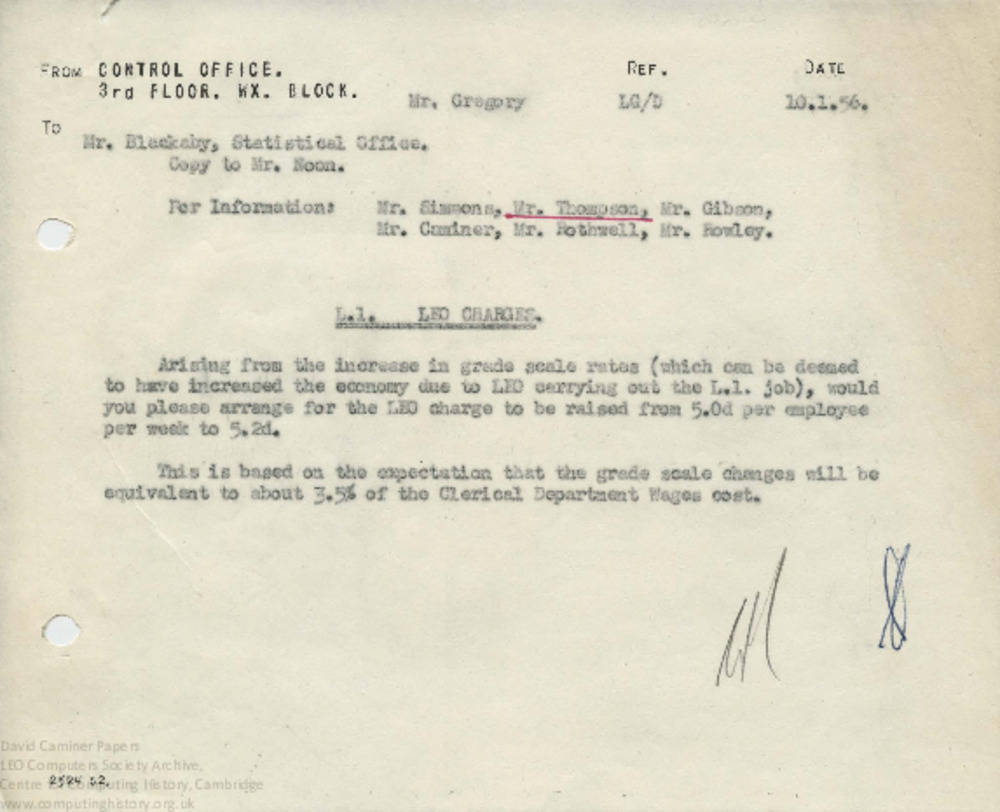 FROM CONTROL OFFICE.
3rd FLOOR. WX. BLOCK.
Mr. Gregory
REF.
LG/D
DATE
10.1.56.
To
Mr. Blackaby, Statistical Office.
Copy to Mr. Noon.
For Information: Mr. Simmons, Mr. Thompson, Mr. Gibson,
Mr. Caminer, Mr. Rothwell, Mr. Rowley.
L.1. LEO CHARGES.
Arising from the increase in grade scale rates (which can be deemed
to have increased the economy due to LEO carrying out the L.1. job), would
you please arrange for the LEO charge to be raised from 5.0d per employee
per week to 5.2d.
This is based on the expectation that the grade scale changes will be
equivalent to about 3.5% of the Clerical Department Wages cost.
David Caminer Papers
LEO Computers Society Archive,
Centre for Computing History, Cambridge
www.computinghistory.org.uk